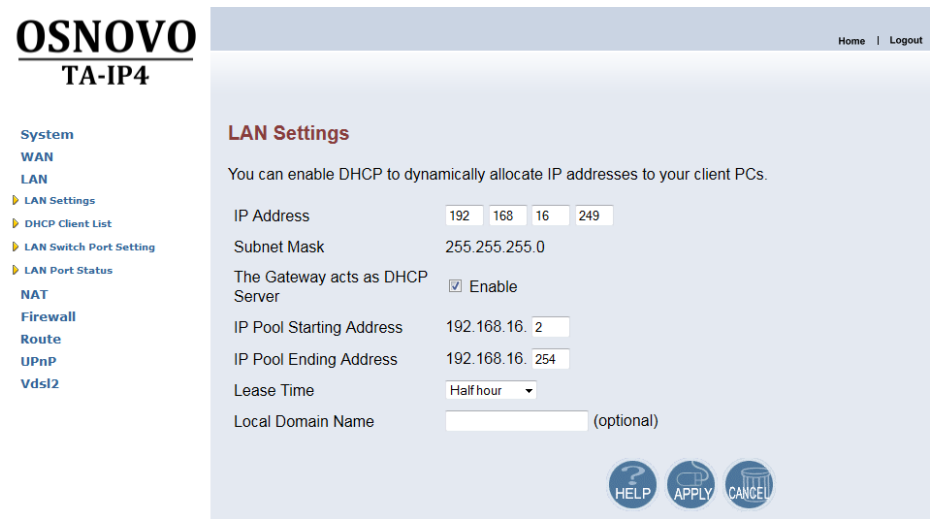 OSNOVO
TA-IP4
Home | Logout
System
WAN
LAN
LAN Settings
DHCP Client List
LAN Switch Port Setting
LAN Port Status
NAT
Firewall
Route
UPnP
Vdsl2
LAN Settings
You can enable DHCP to dynamically allocate IP addresses to your client PCs.
IP Address 192 168 16 249
Subnet Mask 255.255.255.0
The Gateway acts as DHCP
Server Enable
IP Pool Starting Address 192.168.16. 2
IP Pool Ending Address 192.168.16. 254
Lease Time Half hour
Local Domain Name (optional)
HELP APPLY CANCEL